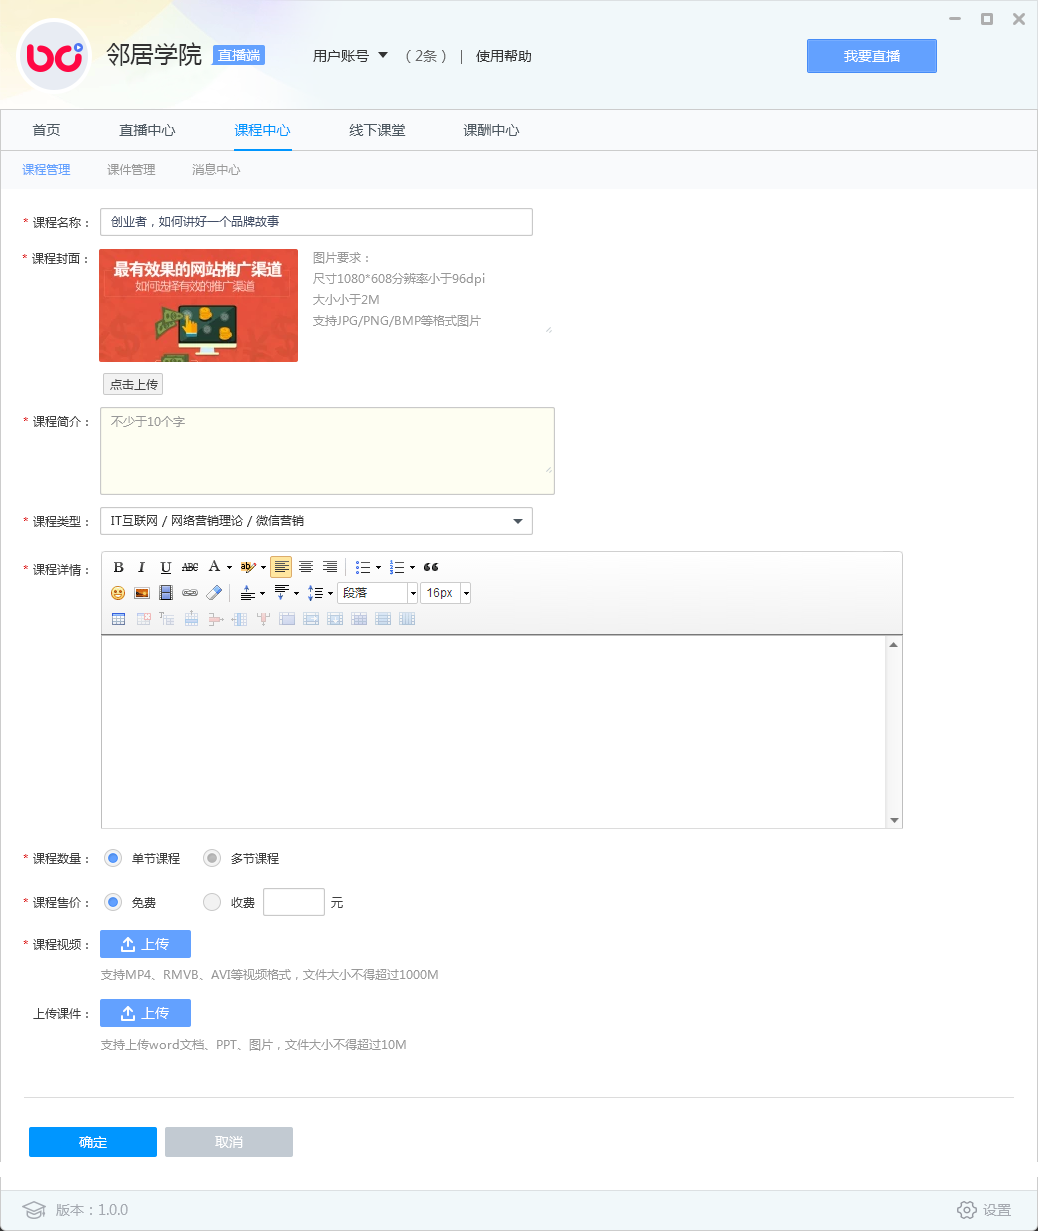 邻居学院 直播端 用户账号 （2条） | 使用帮助 我要直播
首页 直播中心 课程中心 线下课堂 课酬中心
课程管理 课件管理 消息中心
* 课程名称： 创业者，如何讲好一个品牌故事
* 课程封面：
最有效果的网站推广渠道
如何选择有效的推广渠道
图片要求：
尺寸1080*608分辨率小于96dpi
大小小于2M
支持JPG/PNG/BMP等格式图片
点击上传
* 课程简介： 不少于10个字
* 课程类型： IT互联网 / 网络营销理论 / 微信营销
* 课程详情： B I U ABC A ab
段落 16px
* 课程数量： 单节课程 多节课程
* 课程售价： 免费 收费 元
* 课程视频： 上传
支持MP4、RMVB、AVI等视频格式，文件大小不得超过1000M
上传课件： 上传
支持上传word文档、PPT、图片，文件大小不得超过10M
确定 取消
版本：1.0.0 设置